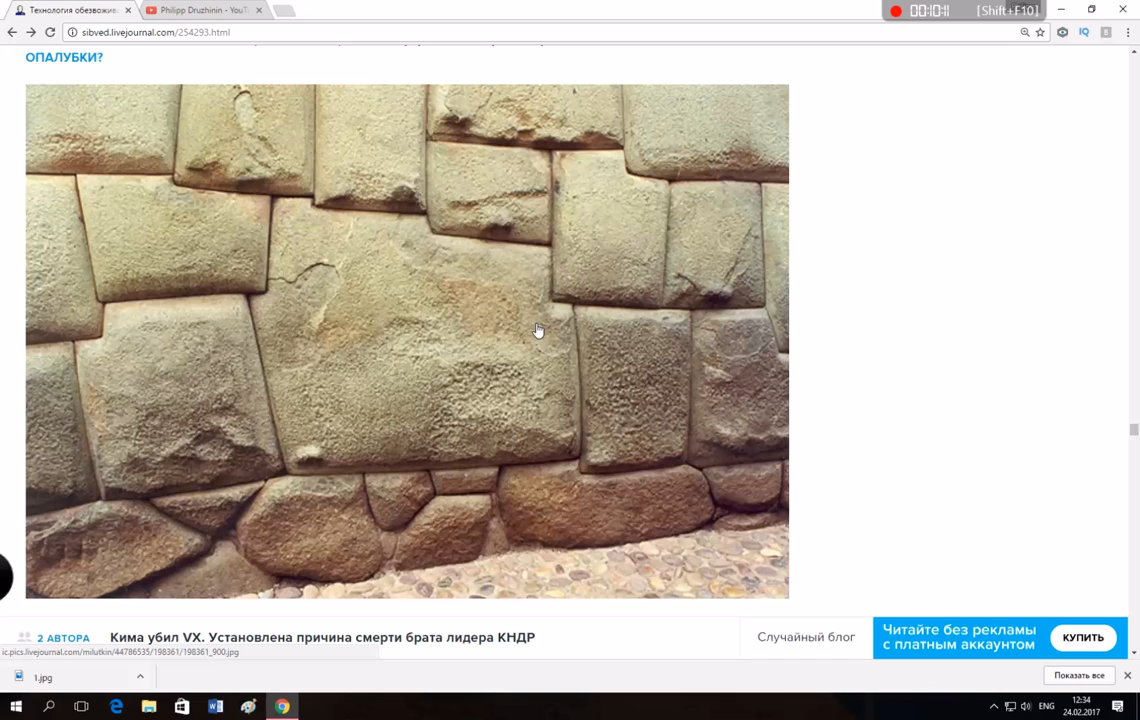 Технология обезвожив
Philipp Druzhinin - YouT
00:10:11 [Shift+F10]
sibved.livejournal.com/254293.html
IQ
ОПАЛУБКИ?
2 АВТОРА
Кима убил VX. Установлена причина смерти брата лидера КНДР
Случайный блог
Читайте без рекламы
с платным аккаунтом
КУПИТЬ
ic.pics.livejournal.com/milutkin/44786535/198361/198361_900.jpg
1.jpg
Показать все
ENG
12:34
24.02.2017